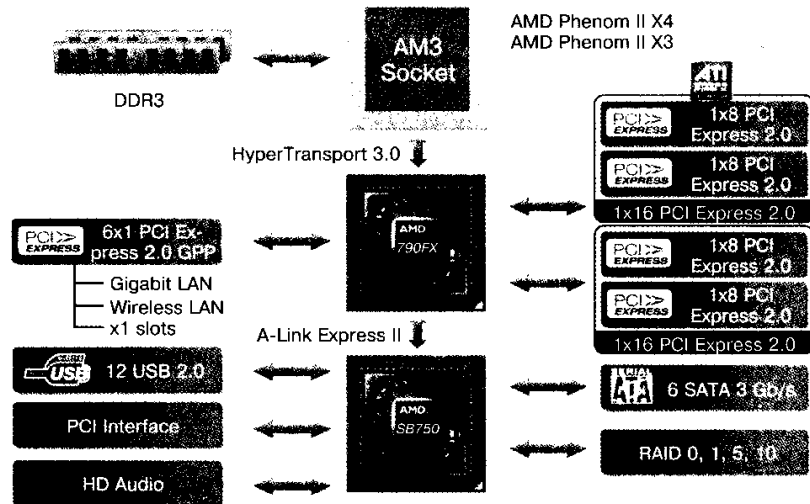 AMD Phenom II X4
AMD Phenom II X3
AM3
Socket
DDR3
ATI
HyperTransport 3.0
PCI
EXPRESS
1x8 PCI
Express 2.0
PCI
EXPRESS
1x8 PCI
Express 2.0
1x16 PCI Express 2.0
AMD
790FX
PCI
EXPRESS
6x1 PCI Ex-
press 2.0 GPP
Gigabit LAN
Wireless LAN
x1 slots
PCI
EXPRESS
1x8 PCI
Express 2.0
PCI
EXPRESS
1x8 PCI
Express 2.0
1x16 PCI Express 2.0
A-Link Express II
USB
12 USB 2.0
PCI Interface
HD Audio
AMD
SB750
SERIAL
ATA
6 SATA 3 Gb/s
RAID 0, 1, 5, 10